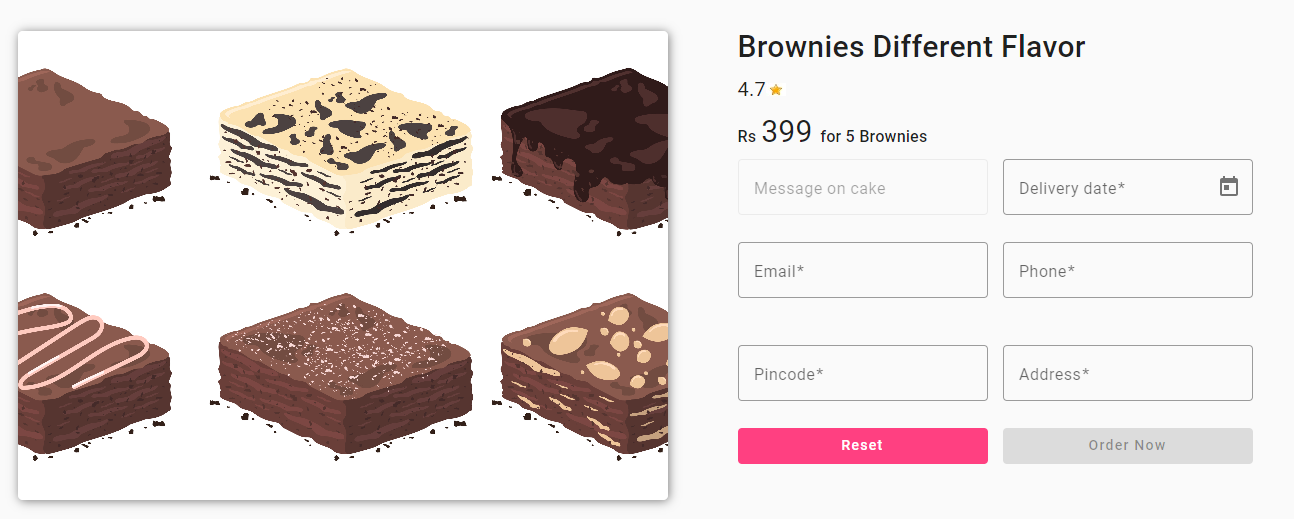 Brownies Different Flavor
4.7
Rs 399 for 5 Brownies
Message on cake
Delivery date*
Email*
Phone*
Pincode*
Address*
Reset
Order Now